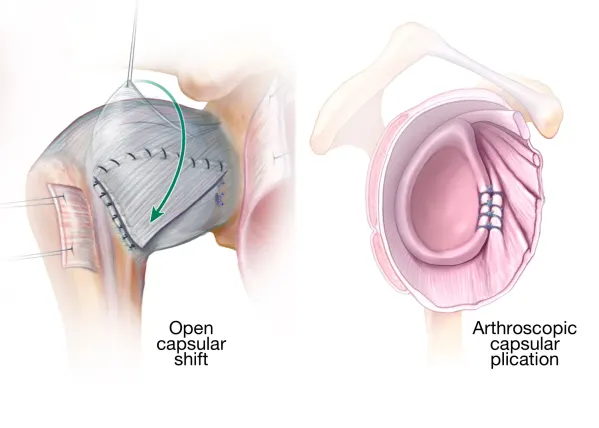 Open
capsular
shift
Arthroscopic
capsular
plication